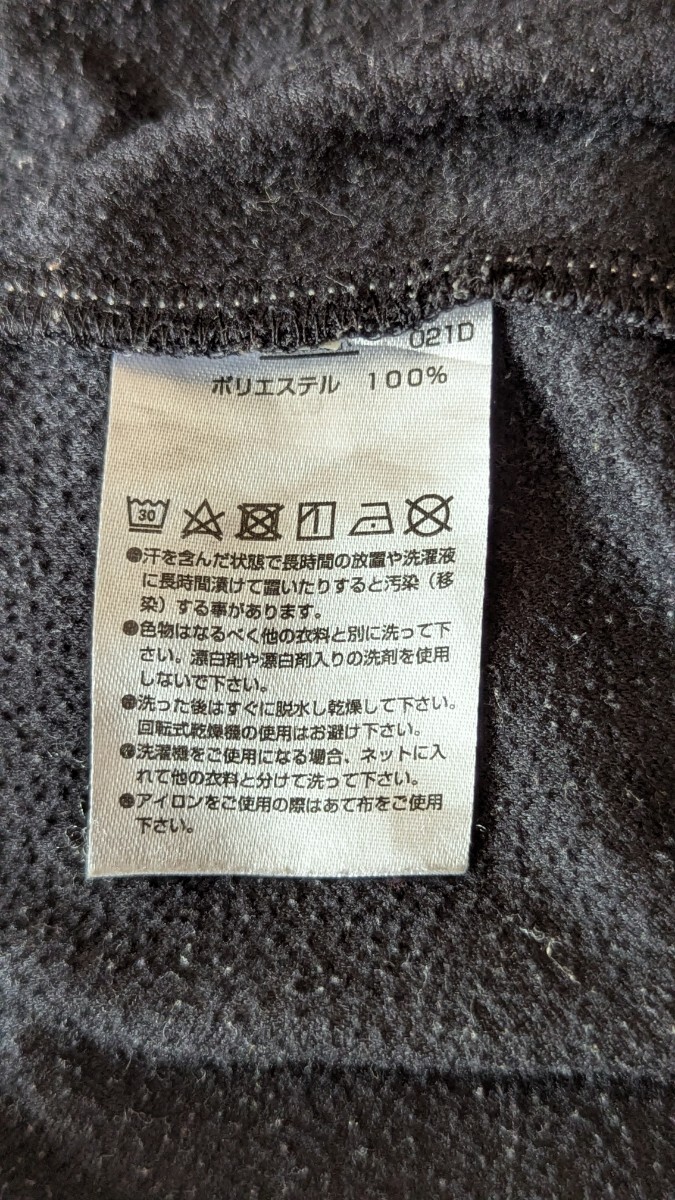 021D
ポリエステル 100%
30
●汗を含んだ状態で長時間の放置や洗濯液
に長時間漬けて置いたりすると汚染（移
染）する事があります。
●色物はなるべく他の衣料と別に洗って下
さい。漂白剤や漂白剤入りの洗剤を使用
しないで下さい。
●洗った後はすぐに脱水し乾燥して下さい。
回転式乾燥機の使用はお避け下さい。
●洗濯機をご使用になる場合、ネットに入
れて他の衣料と分けて洗って下さい。
●アイロンをご使用の際はあて布をご使用
下さい。